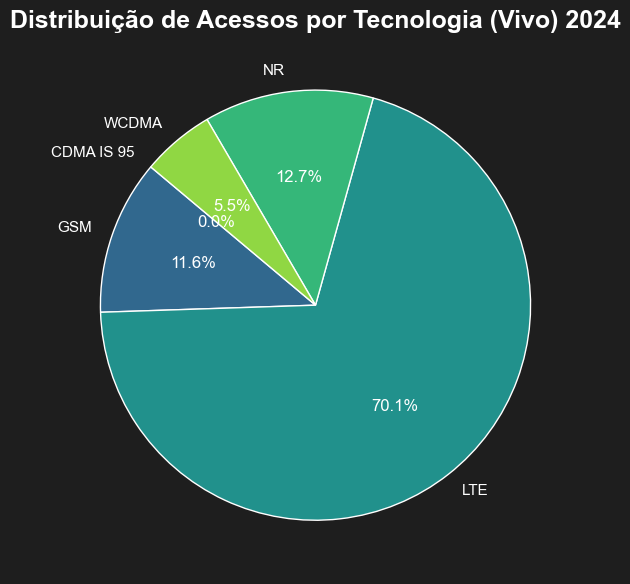 Distribuição de Acessos por Tecnologia (Vivo) 2024
NR
WCDMA
CDMA IS 95
12.7%
5.5%
0.0%
GSM
11.6%
70.1%
LTE